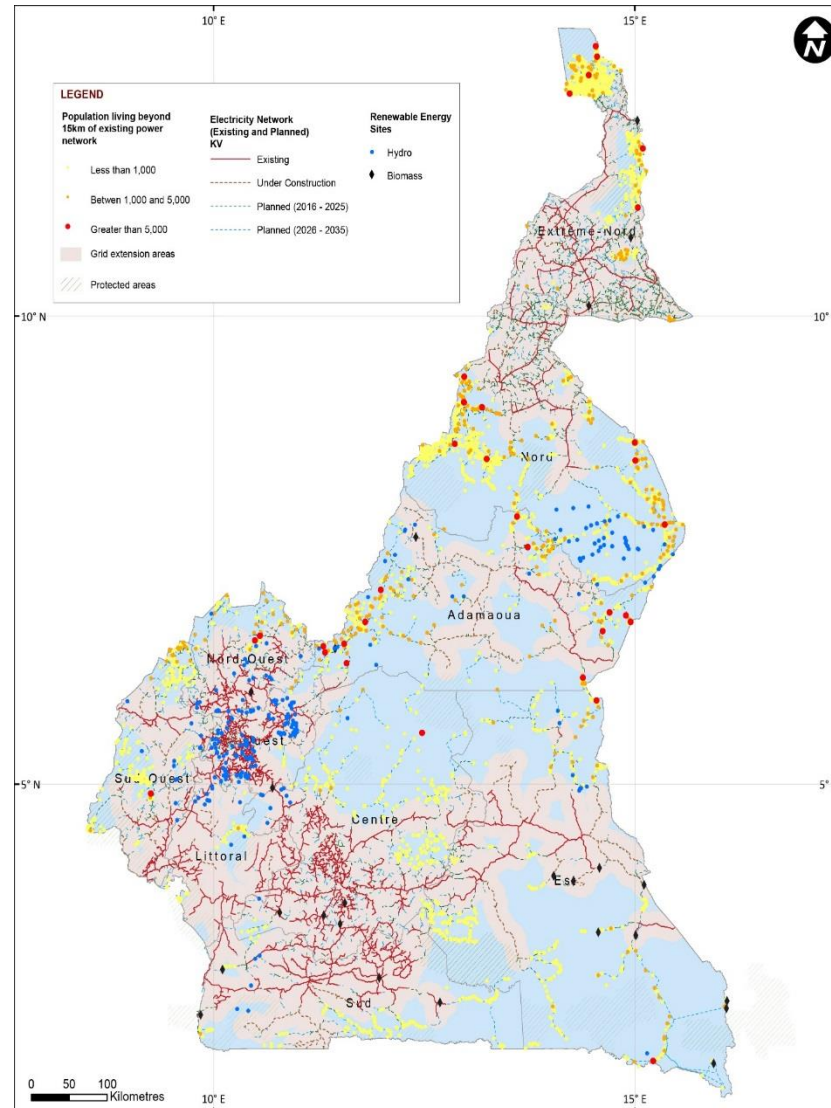 10° E
15° E
N
LEGEND
Population living beyond
15km of existing power
network
Less than 1,000
Betwen 1,000 and 5,000
Greater than 5,000
Grid extension areas
Protected areas
Electricity Network
(Existing and Planned)
KV
Existing
Under Construction
Planned (2016 - 2025)
Planned (2026 - 2035)
Renewable Energy
Sites
Hydro
Biomass
Extrême-Nord
10° N
10°
Nord
Adamaoua
Nord-Ouest
Ouest
Sud-Ouest
5° N
5°
Centre
Littoral
Est
Sud
0 50 100
Kilometres
10° E
15° E